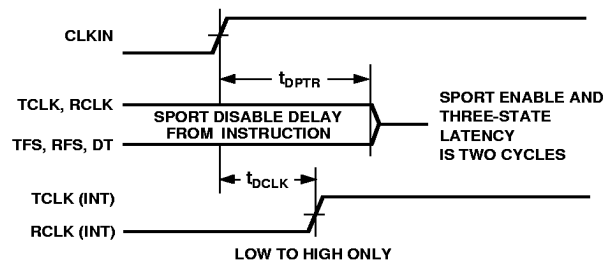 CLKIN
tDPTR
TCLK, RCLK
SPORT DISABLE DELAY
FROM INSTRUCTION
TFS, RFS, DT
SPORT ENABLE AND
THREE-STATE
LATENCY
IS TWO CYCLES
tDCLK
TCLK (INT)
RCLK (INT)
LOW TO HIGH ONLY